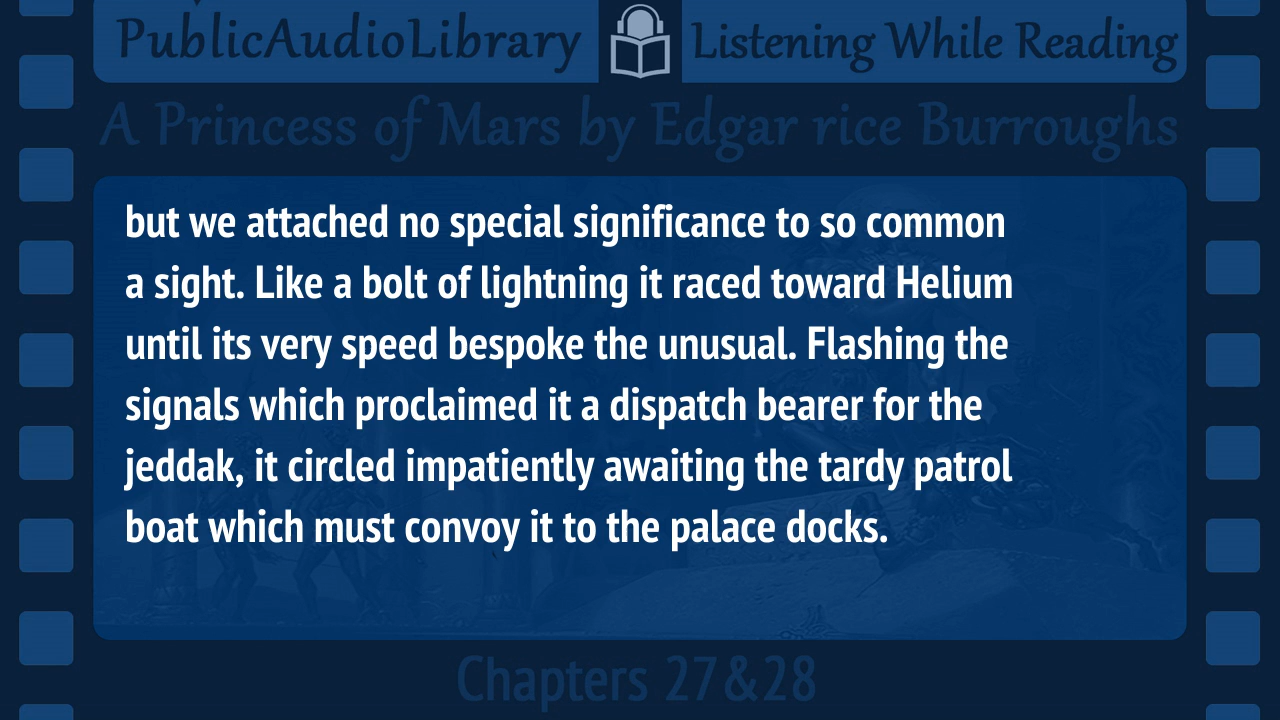 PublicAudioLibrary
Listening While Reading
A Princess of Mars by Edgar rice Burroughs
but we attached no special significance to so common
a sight. Like a bolt of lightning it raced toward Helium
until its very speed bespoke the unusual. Flashing the
signals which proclaimed it a dispatch bearer for the
jeddak, it circled impatiently awaiting the tardy patrol
boat which must convoy it to the palace docks.
Chapters 27&28